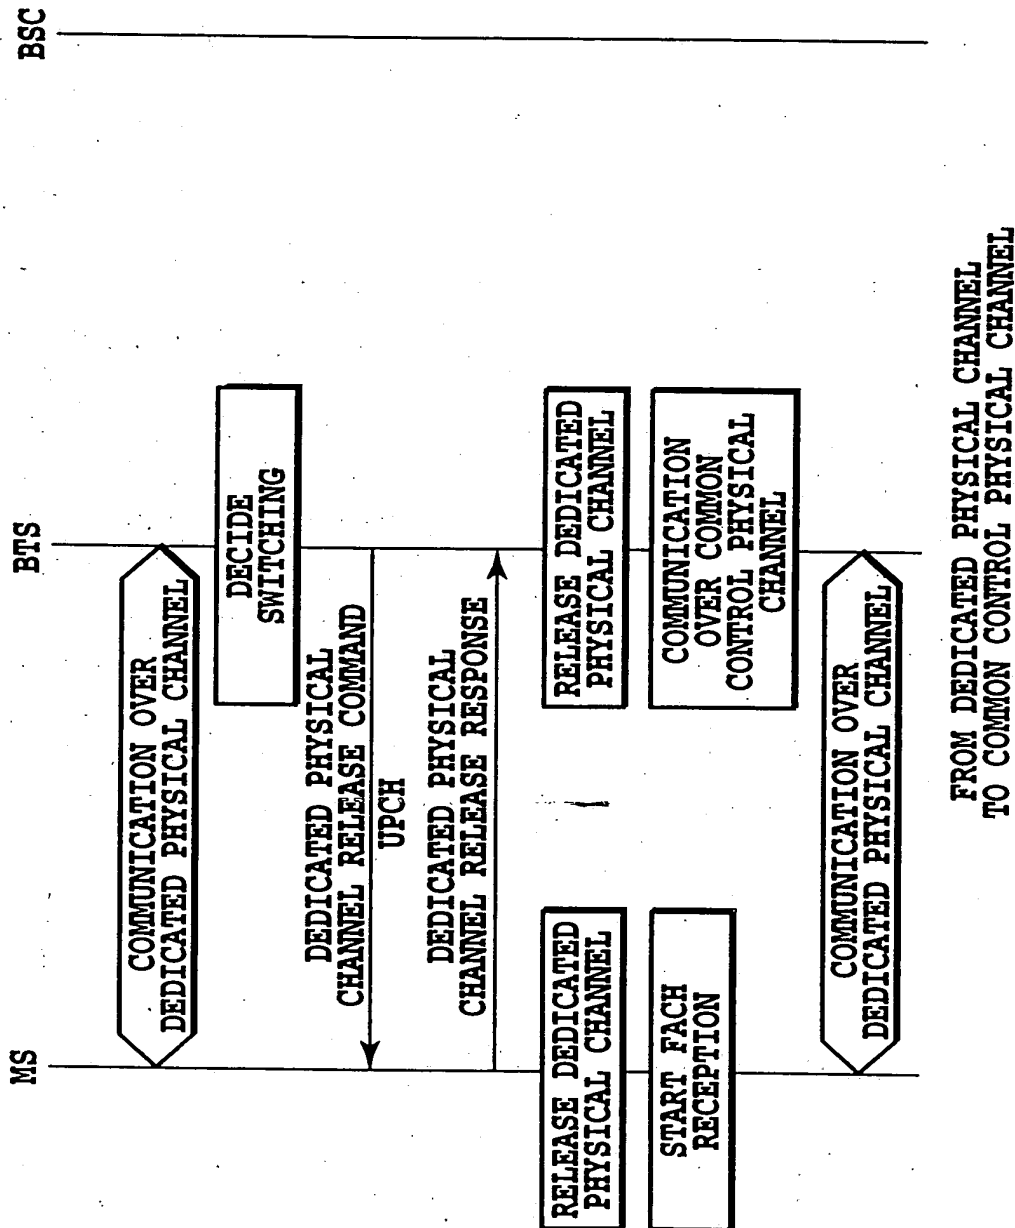 MS
BTS
BSC
COMMUNICATION OVER
DEDICATED PHYSICAL CHANNEL
DECIDE
SWITCHING
DEDICATED PHYSICAL
CHANNEL RELEASE COMMAND
UPCH
DEDICATED PHYSICAL
CHANNEL RELEASE RESPONSE
RELEASE DEDICATED
PHYSICAL CHANNEL
RELEASE DEDICATED
PHYSICAL CHANNEL
START FACH
RECEPTION
COMMUNICATION
OVER COMMON
CONTROL PHYSICAL
CHANNEL
COMMUNICATION OVER
DEDICATED PHYSICAL CHANNEL
FROM DEDICATED PHYSICAL CHANNEL
TO COMMON CONTROL PHYSICAL CHANNEL